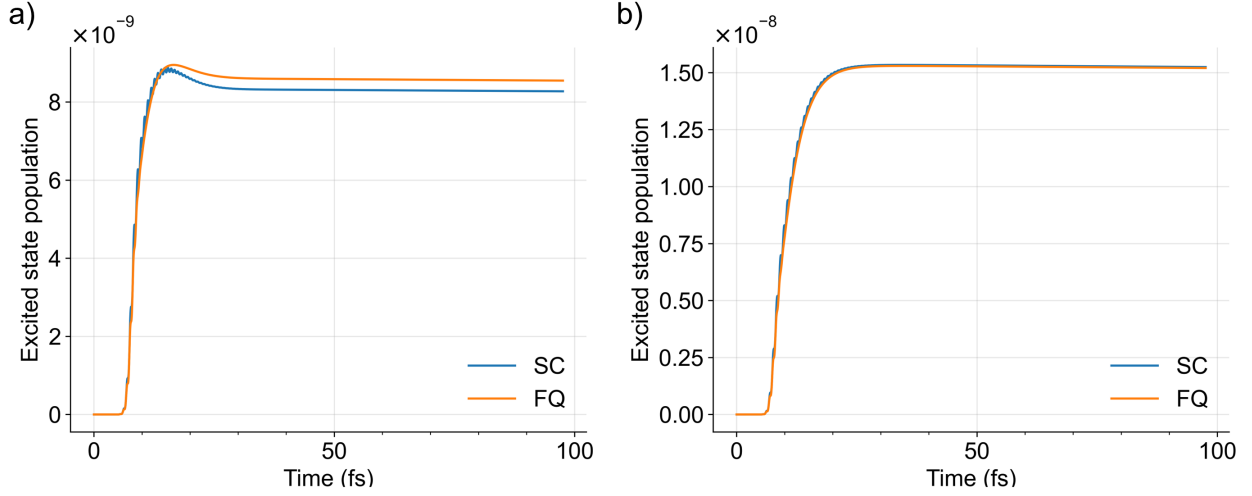 a)
×10⁻⁹
Excited state population
8
6
4
2
0
SC
FQ
0
50
100
Time (fs)
b)
×10⁻⁸
Excited state population
1.50
1.25
1.00
0.75
0.50
0.25
0.00
SC
FQ
0
50
100
Time (fs)